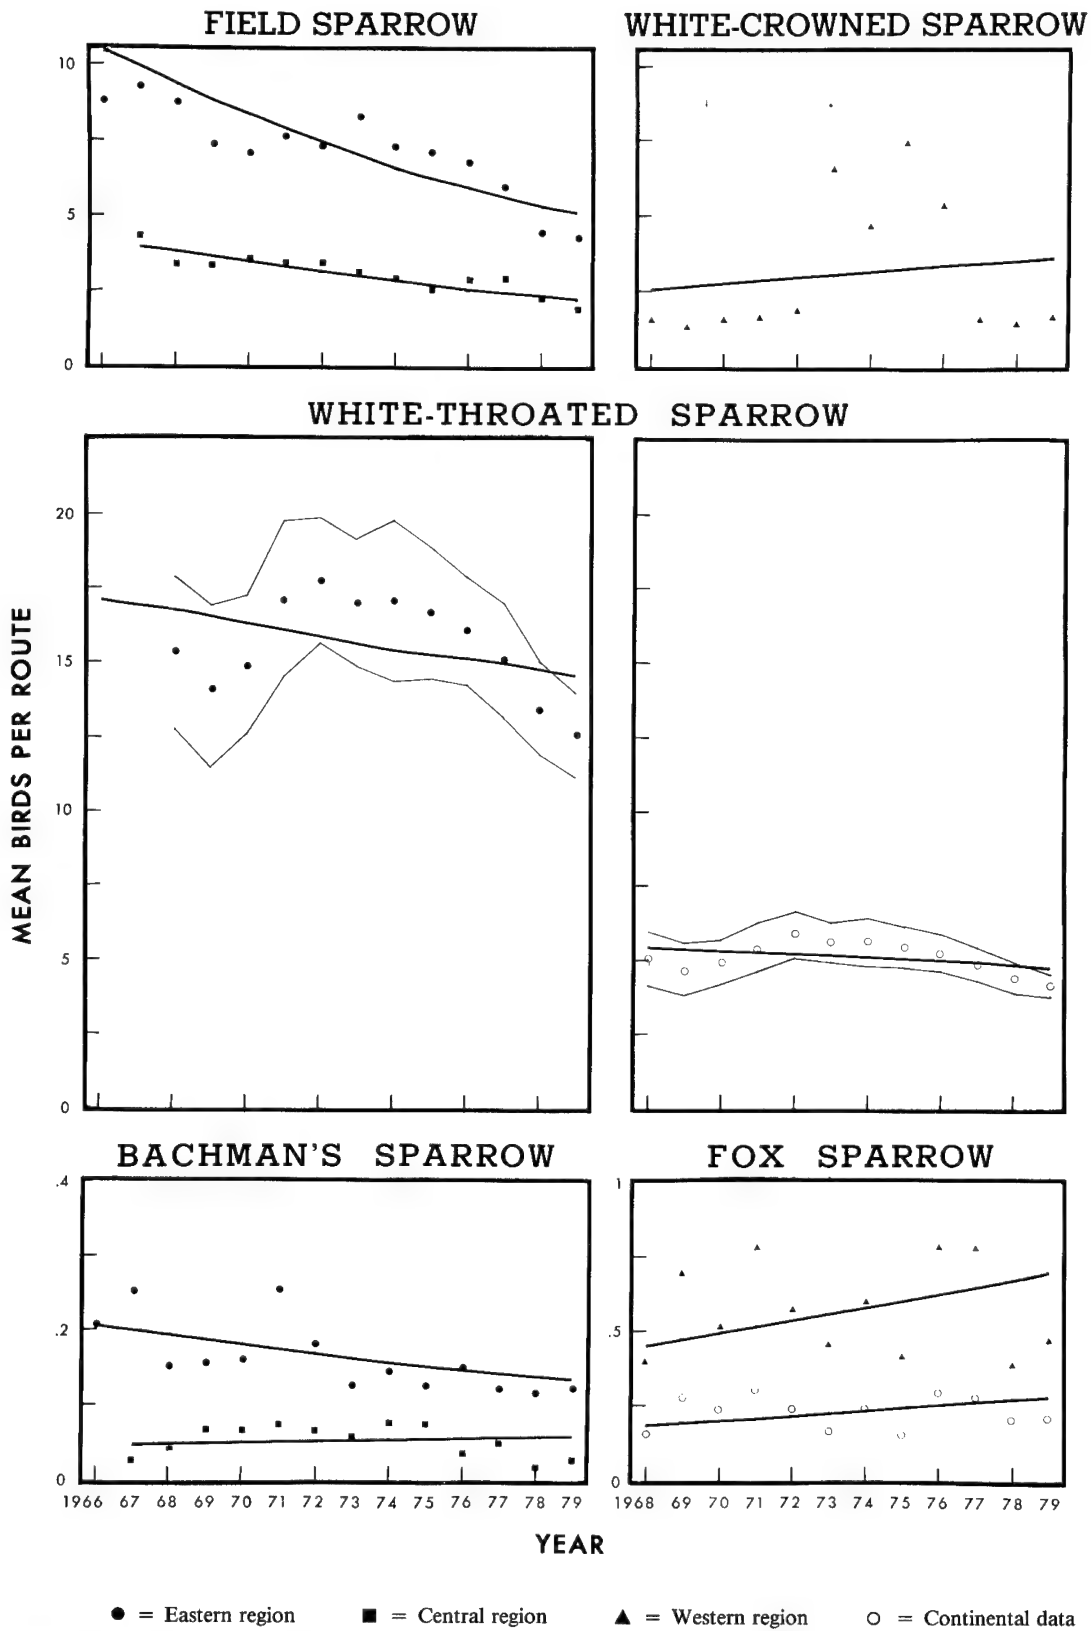 FIELD SPARROW
WHITE-CROWNED SPARROW
10
5
0
WHITE-THROATED SPARROW
20
15
10
5
0
MEAN BIRDS PER ROUTE
BACHMAN'S SPARROW
FOX SPARROW
.4
.2
0
1
.5
0
1966 67 68 69 70 71 72 73 74 75 76 77 78 79
1968 69 70 71 72 73 74 75 76 77 78 79
YEAR
● = Eastern region ■ = Central region ▲ = Western region ○ = Continental data